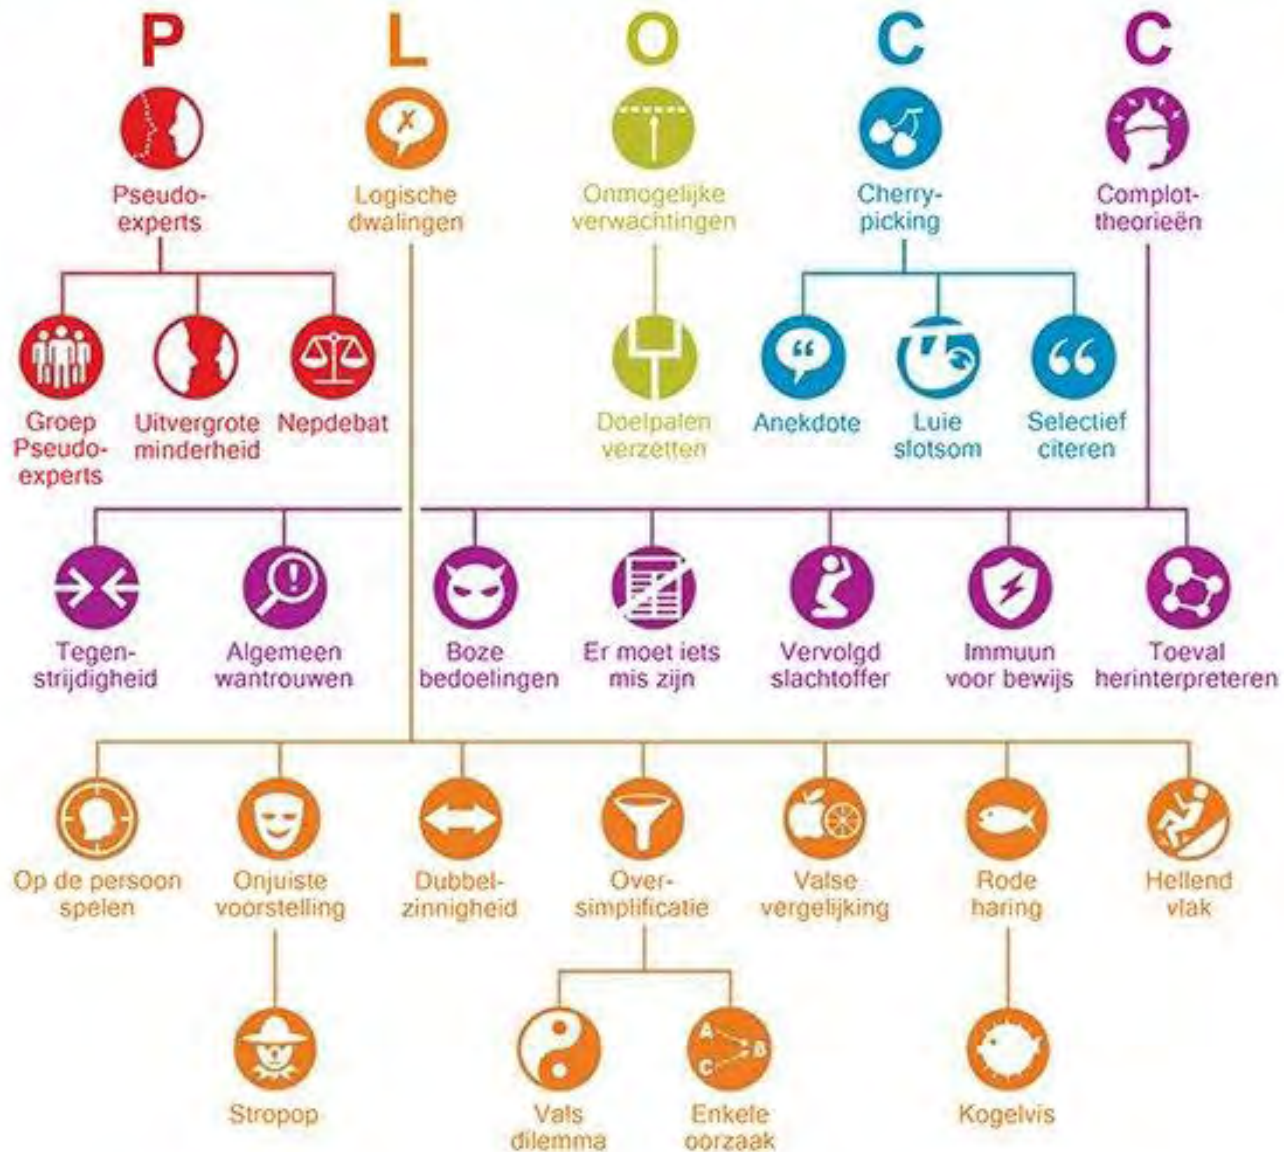 P L O C C
Pseudo-
experts
Logische
dwalingen
Onmogelijke
verwachtingen
Cherry-
picking
Complot-
theorieën
Groep
Pseudo-
experts
Uitvergrote
minderheid
Nepdebat
Doelpalen
verzetten
Anekdote
Luie
slotsom
Selectief
citeren
Tegen-
strijdigheid
Algemeen
wantrouwen
Boze
bedoelingen
Er moet iets
mis zijn
Vervolgd
slachtoffer
Immuun
voor bewijs
Toeval
herinterpreteren
Op de persoon
spelen
Onjuiste
voorstelling
Dubbel-
zinnigheid
Over-
simplificatie
Valse
vergelijking
Rode
haring
Hellend
vlak
Stropop
Vals
dilemma
A
B
C
Enkele
oorzaak
Kogelvis